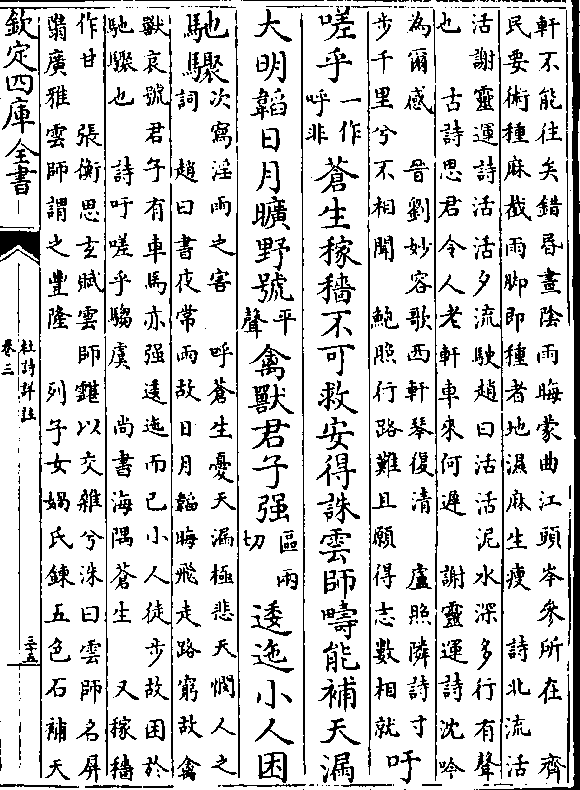 軒不能往矣錯昏晝陰雨晦蒙曲江頭岑參所在　齊
民要術種麻截雨脚即種者地濕麻生瘦　詩北流活
活謝靈運詩活活夕流駛趙曰活活泥水深多行有聲
也　古詩思君令人老軒車來何遲　謝靈運詩沈吟
為爾感　晉劉妙容歌西軒琴復清　盧照隣詩寸
步千里兮不相聞　鮑照行路難且願得志數相就　吁
嗟乎一作呼非蒼生稼穡不可救安得誅雲師疇能補天漏
大明韜日月曠野號平聲禽獸君子强區兩切逶迤小人困
馳驟次寫淫雨之害　呼蒼生憂天漏極悲天憫人之
詞　趙曰晝夜常雨故日月韜晦飛走路窮故禽
獸哀號君子有車馬亦强逶迤而已小人徒步故困於
馳驟也　詩吁嗟乎騶虞　尚書海隅蒼生　又稼穡
作甘　張衡思玄賦雲師以交雜兮洙曰雲師名屏
翳廣雅雲師謂之豐隆　列子女媧氏鍊五色石補天
欽定四庫全書
杜詩詳註
卷三
三十五